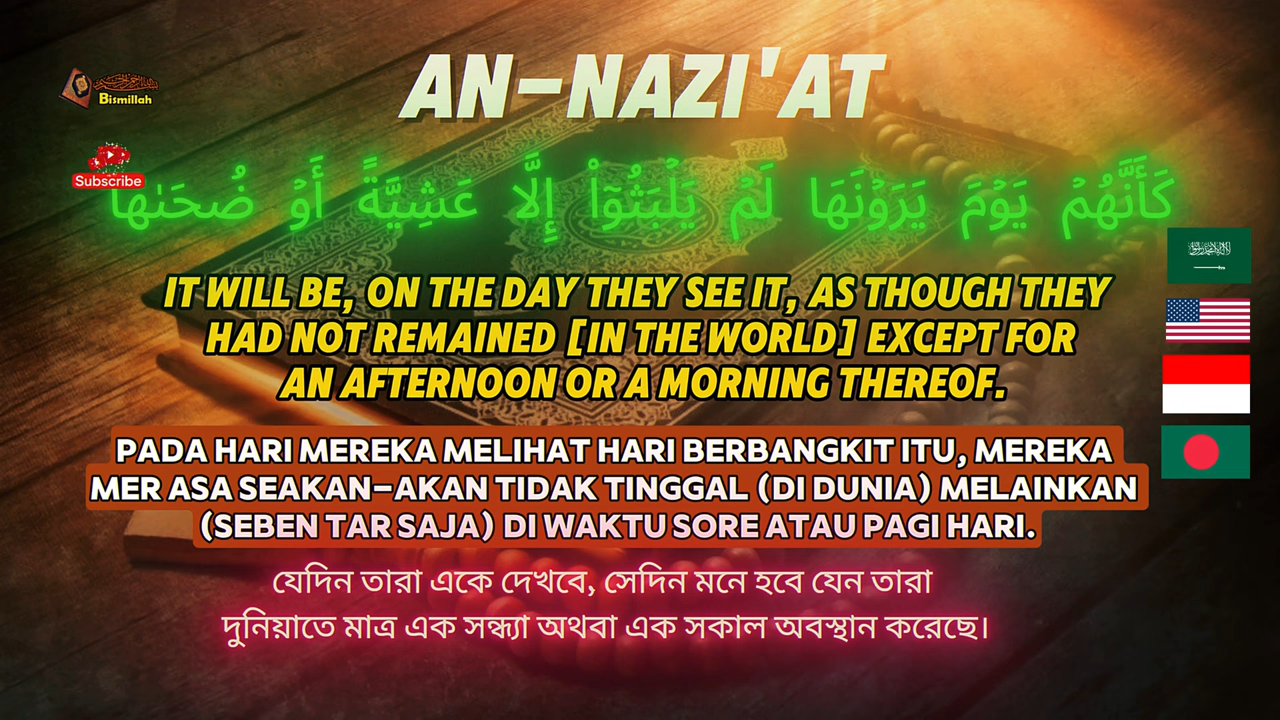 AN-NAZI'AT
Bismillah
Subscribe
كَأَنَّهُمۡ يَوۡمَ يَرَوۡنَهَا لَمۡ يَلۡبَثُوٓاْ إِلَّا عَشِيَّةً أَوۡ ضُحَىٰهَا
IT WILL BE, ON THE DAY THEY SEE IT, AS THOUGH THEY
HAD NOT REMAINED [IN THE WORLD] EXCEPT FOR
AN AFTERNOON OR A MORNING THEREOF.
PADA HARI MEREKA MELIHAT HARI BERBANGKIT ITU, MEREKA
MER ASA SEAKAN-AKAN TIDAK TINGGAL (DI DUNIA) MELAINKAN
(SEBEN TAR SAJA) DI WAKTU SORE ATAU PAGI HARI.
যেদিন তারা একে দেখবে, সেদিন মনে হবে যেন তারা
দুনিয়াতে মাত্র এক সন্ধ্যা অথবা এক সকাল অবস্থান করেছে।